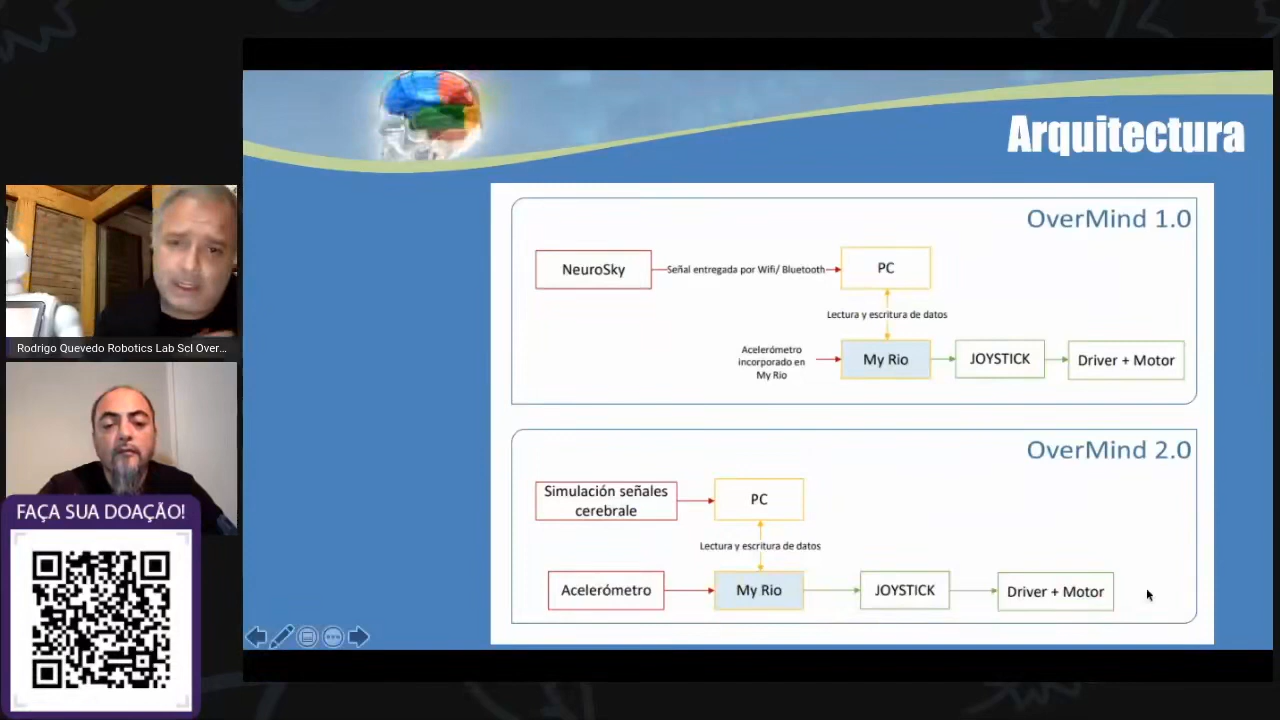 Arquitectura
OverMind 1.0
NeuroSky
Señal entregada por Wifi/ Bluetooth
PC
Lectura y escritura de datos
Acelerómetro
incorporado en
My Rio
My Rio
JOYSTICK
Driver + Motor
OverMind 2.0
Simulación señales
cerebrale
PC
Lectura y escritura de datos
Acelerómetro
My Rio
JOYSTICK
Driver + Motor
Rodrigo Quevedo Robotics Lab Scl Over...
FAÇA SUA DOAÇÃO!